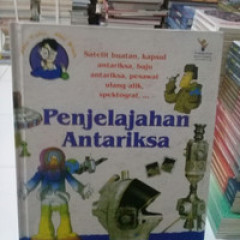 Satelit buatan, kapsul
antariksa, baju
antariksa, pesawat
ulang alik,
spektograf, ...
Penjelajahan
Antariksa